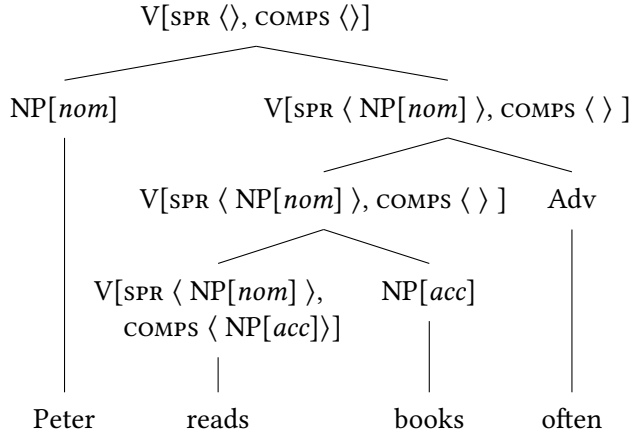 V[SPR ⟨⟩, COMPS ⟨⟩]
NP[nom] V[SPR ⟨ NP[nom] ⟩, COMPS ⟨ ⟩ ]
V[SPR ⟨ NP[nom] ⟩, COMPS ⟨ ⟩ ] Adv
V[SPR ⟨ NP[nom] ⟩, NP[acc]
COMPS ⟨ NP[acc]⟩]
Peter reads books often